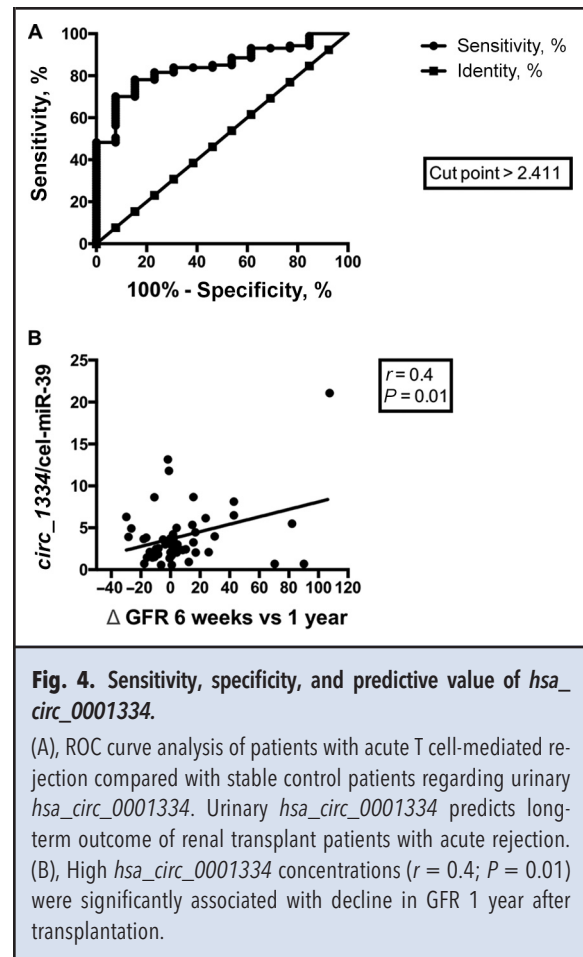 A
100
80
60
40
20
0
Sensitivity, %
0 20 40 60 80 100
100% - Specificity, %
Sensitivity, %
Identity, %
Cut point > 2.411
B
25
20
15
10
5
0
circ_1334/cel-miR-39
−40 −20 0 20 40 60 80 100 120
Δ GFR 6 weeks vs 1 year
r = 0.4
P = 0.01
Fig. 4. Sensitivity, specificity, and predictive value of hsa_
circ_0001334.
(A), ROC curve analysis of patients with acute T cell-mediated re-
jection compared with stable control patients regarding urinary
hsa_circ_0001334. Urinary hsa_circ_0001334 predicts long-
term outcome of renal transplant patients with acute rejection.
(B), High hsa_circ_0001334 concentrations (r = 0.4; P = 0.01)
were significantly associated with decline in GFR 1 year after
transplantation.